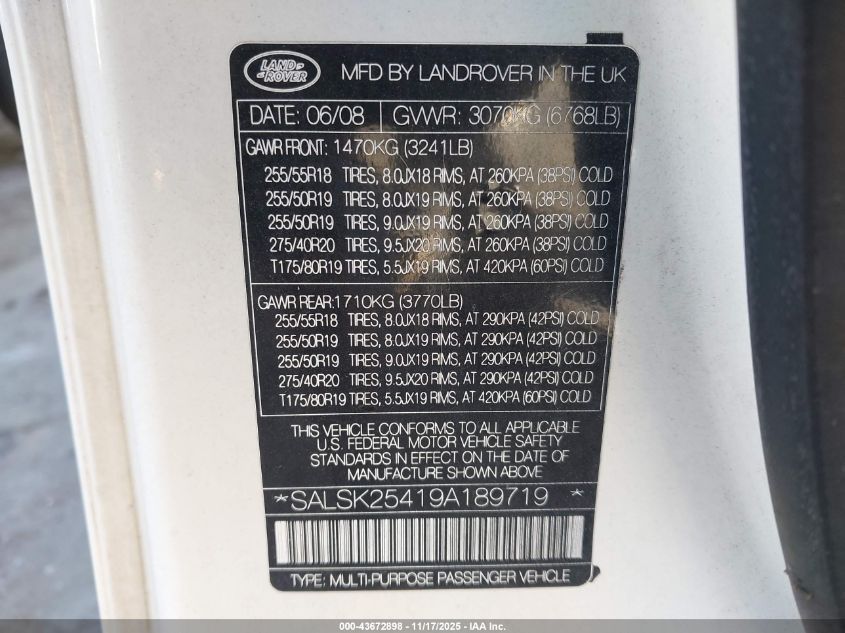 LAND ROVER
MFD BY LANDROVER IN THE UK
DATE: 06/08 GVWR: 3070KG (6768LB)
GAWR FRONT: 1470KG (3241LB)
255/55R18 TIRES, 8.0JX18 RIMS, AT 260KPA (38PSI) COLD
255/50R19 TIRES, 8.0JX19 RIMS, AT 260KPA (38PSI) COLD
255/50R19 TIRES, 9.0JX19 RIMS, AT 260KPA (38PSI) COLD
275/40R20 TIRES, 9.5JX20 RIMS, AT 260KPA (38PSI) COLD
T175/80R19 TIRES, 5.5JX19 RIMS, AT 420KPA (60PSI) COLD
GAWR REAR: 1710KG (3770LB)
255/55R18 TIRES, 8.0JX18 RIMS, AT 290KPA (42PSI) COLD
255/50R19 TIRES, 8.0JX19 RIMS, AT 290KPA (42PSI) COLD
255/50R19 TIRES, 9.0JX19 RIMS, AT 290KPA (42PSI) COLD
275/40R20 TIRES, 9.5JX20 RIMS, AT 290KPA (42PSI) COLD
T175/80R19 TIRES, 5.5JX19 RIMS, AT 420KPA (60PSI) COLD
THIS VEHICLE CONFORMS TO ALL APPLICABLE
U.S. FEDERAL MOTOR VEHICLE SAFETY
STANDARDS IN EFFECT ON THE DATE OF
MANUFACTURE SHOWN ABOVE
*SALSK25419A189719 *
TYPE: MULTI-PURPOSE PASSENGER VEHICLE
000-43672898 - 11/17/2025 - IAA Inc.